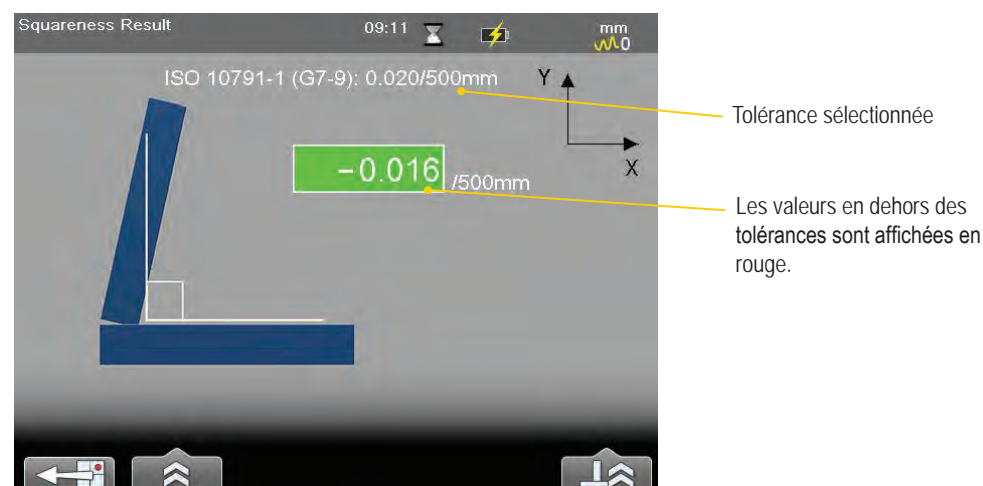 Squareness Result 09:11 mm
0
ISO 10791-1 (G7-9): 0.020/500mm Y
Tolérance sélectionnée
-0.016 /500mm X
Les valeurs en dehors des
tolérances sont affichées en
rouge.